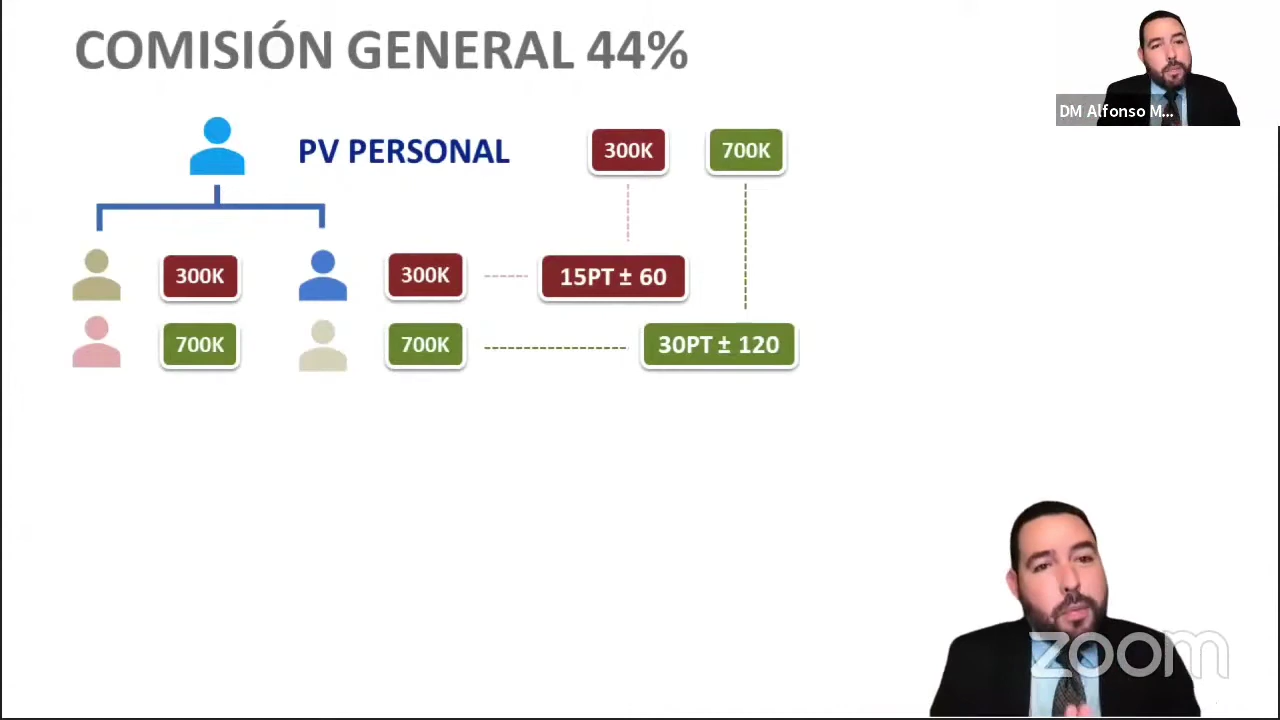 COMISIÓN GENERAL 44%
DM Alfonso M...
PV PERSONAL
300K
700K
300K
300K
15PT ± 60
700K
700K
30PT ± 120
zoom